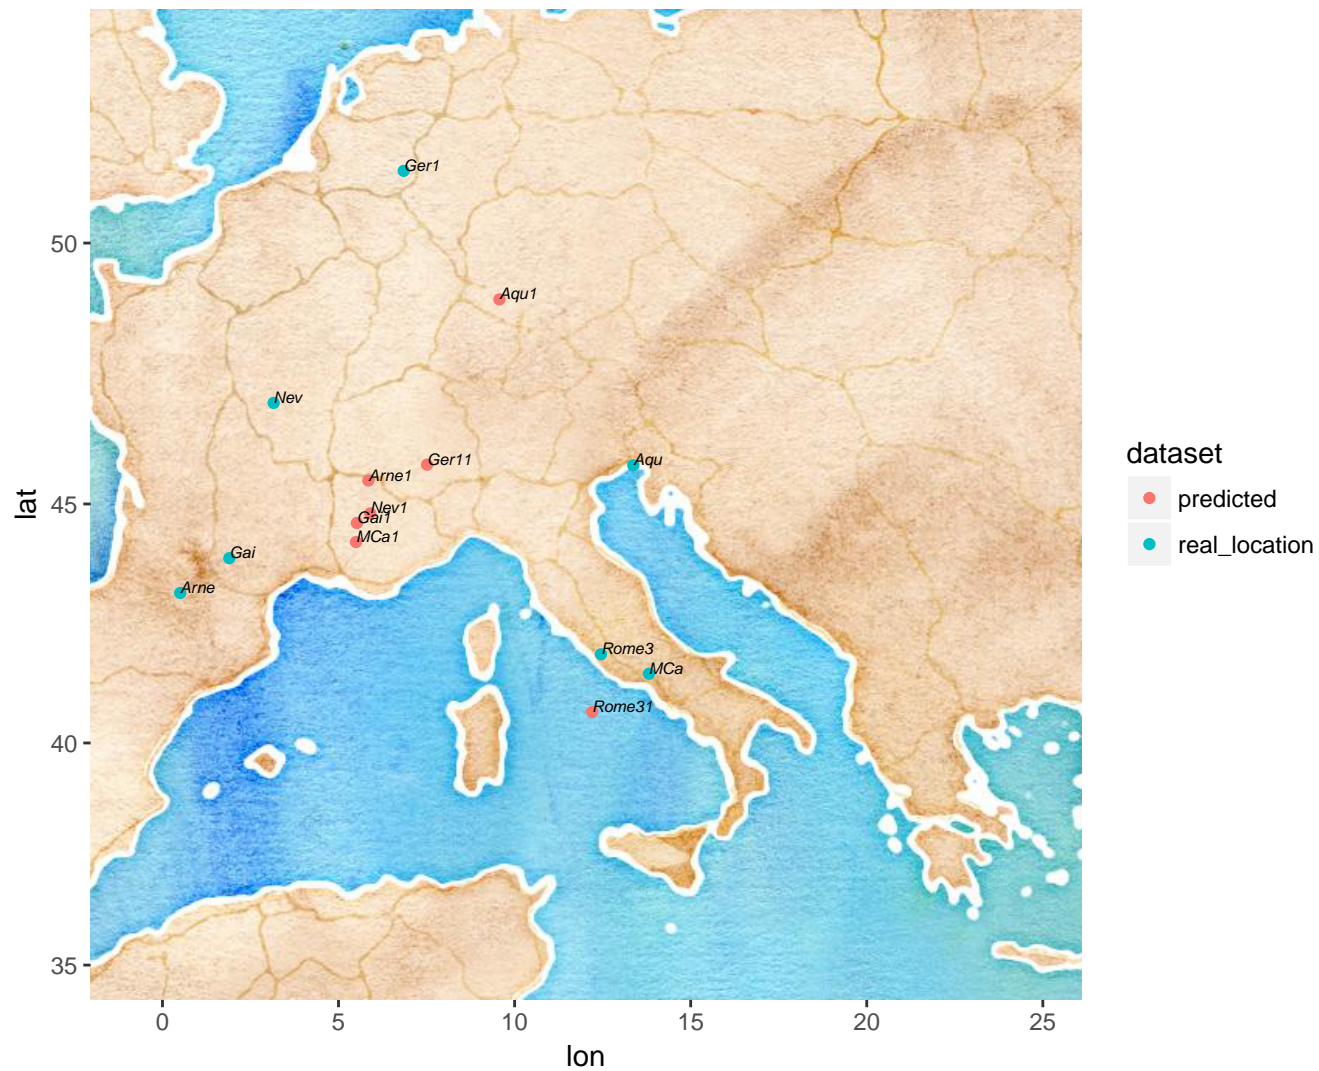 Ger1
50
Aqu1
Nev
Ger11
Aqu
dataset
Arne1
predicted
lat
45
Nev1
Gai1
MCa1
real_location
Gai
Arne
Rome3
MCa
Rome31
40
35
0 5 10 15 20 25
lon